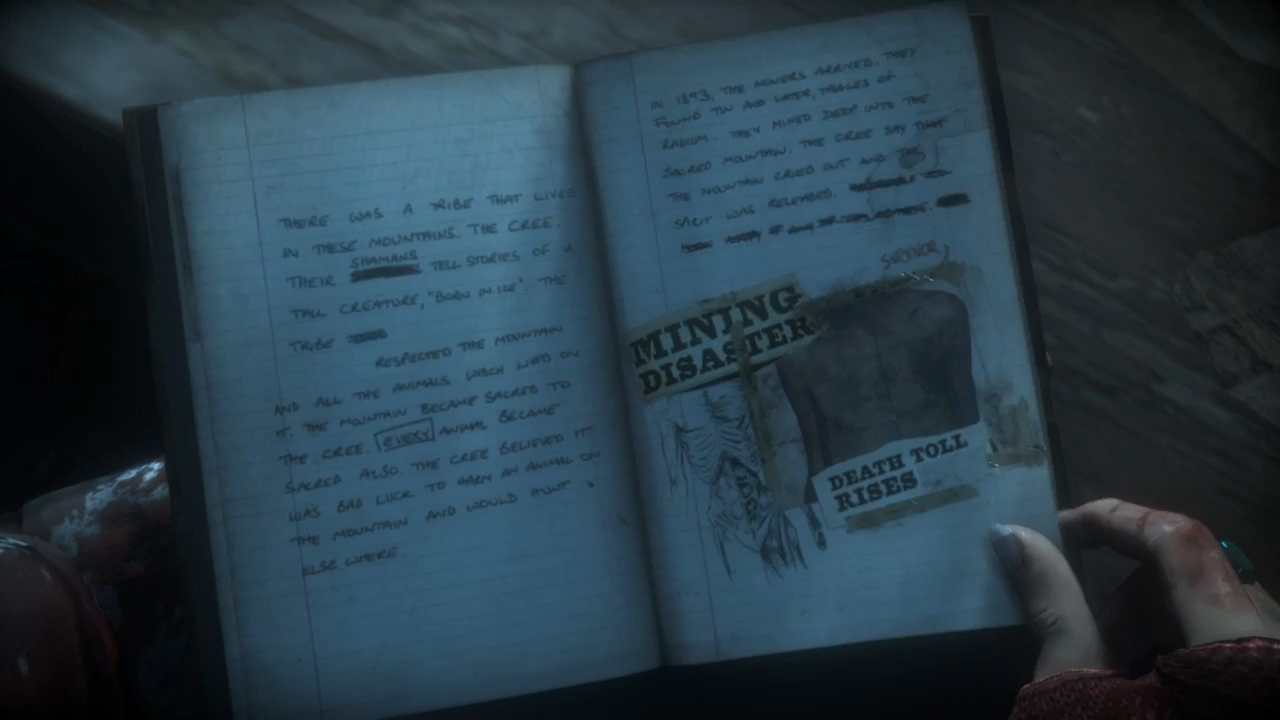 THERE WAS A TRIBE THAT LIVED
IN THESE MOUNTAINS. THE CREE.
SHAMANS
THEIR TELL STORIES OF A
TALL CREATURE, "BORN IN ICE". THE
TRIBE
RESPECTED THE MOUNTAIN
AND ALL THE ANIMALS WHICH LIVED ON
IT. THE MOUNTAIN BECAME SACRED TO
THE CREE. EVERY ANIMAL BECAME
SACRED ALSO. THE CREE BELIEVED IT
WAS BAD LUCK TO HARM AN ANIMAL ON
THE MOUNTAIN AND WOULD HUNT
ELSE WHERE.
IN 1893, THE MINERS ARRIVED. THEY
FOUND TIN AND LATER, TRACES OF
RADIUM. THEY MINED DEEP INTO THE
SACRED MOUNTAIN. THE CREE SAY THAT
THE MOUNTAIN CRIED OUT AND THE
WAS RELEASED.
SURVIVOR
MINING
DISASTER
DEATH TOLL
RISES